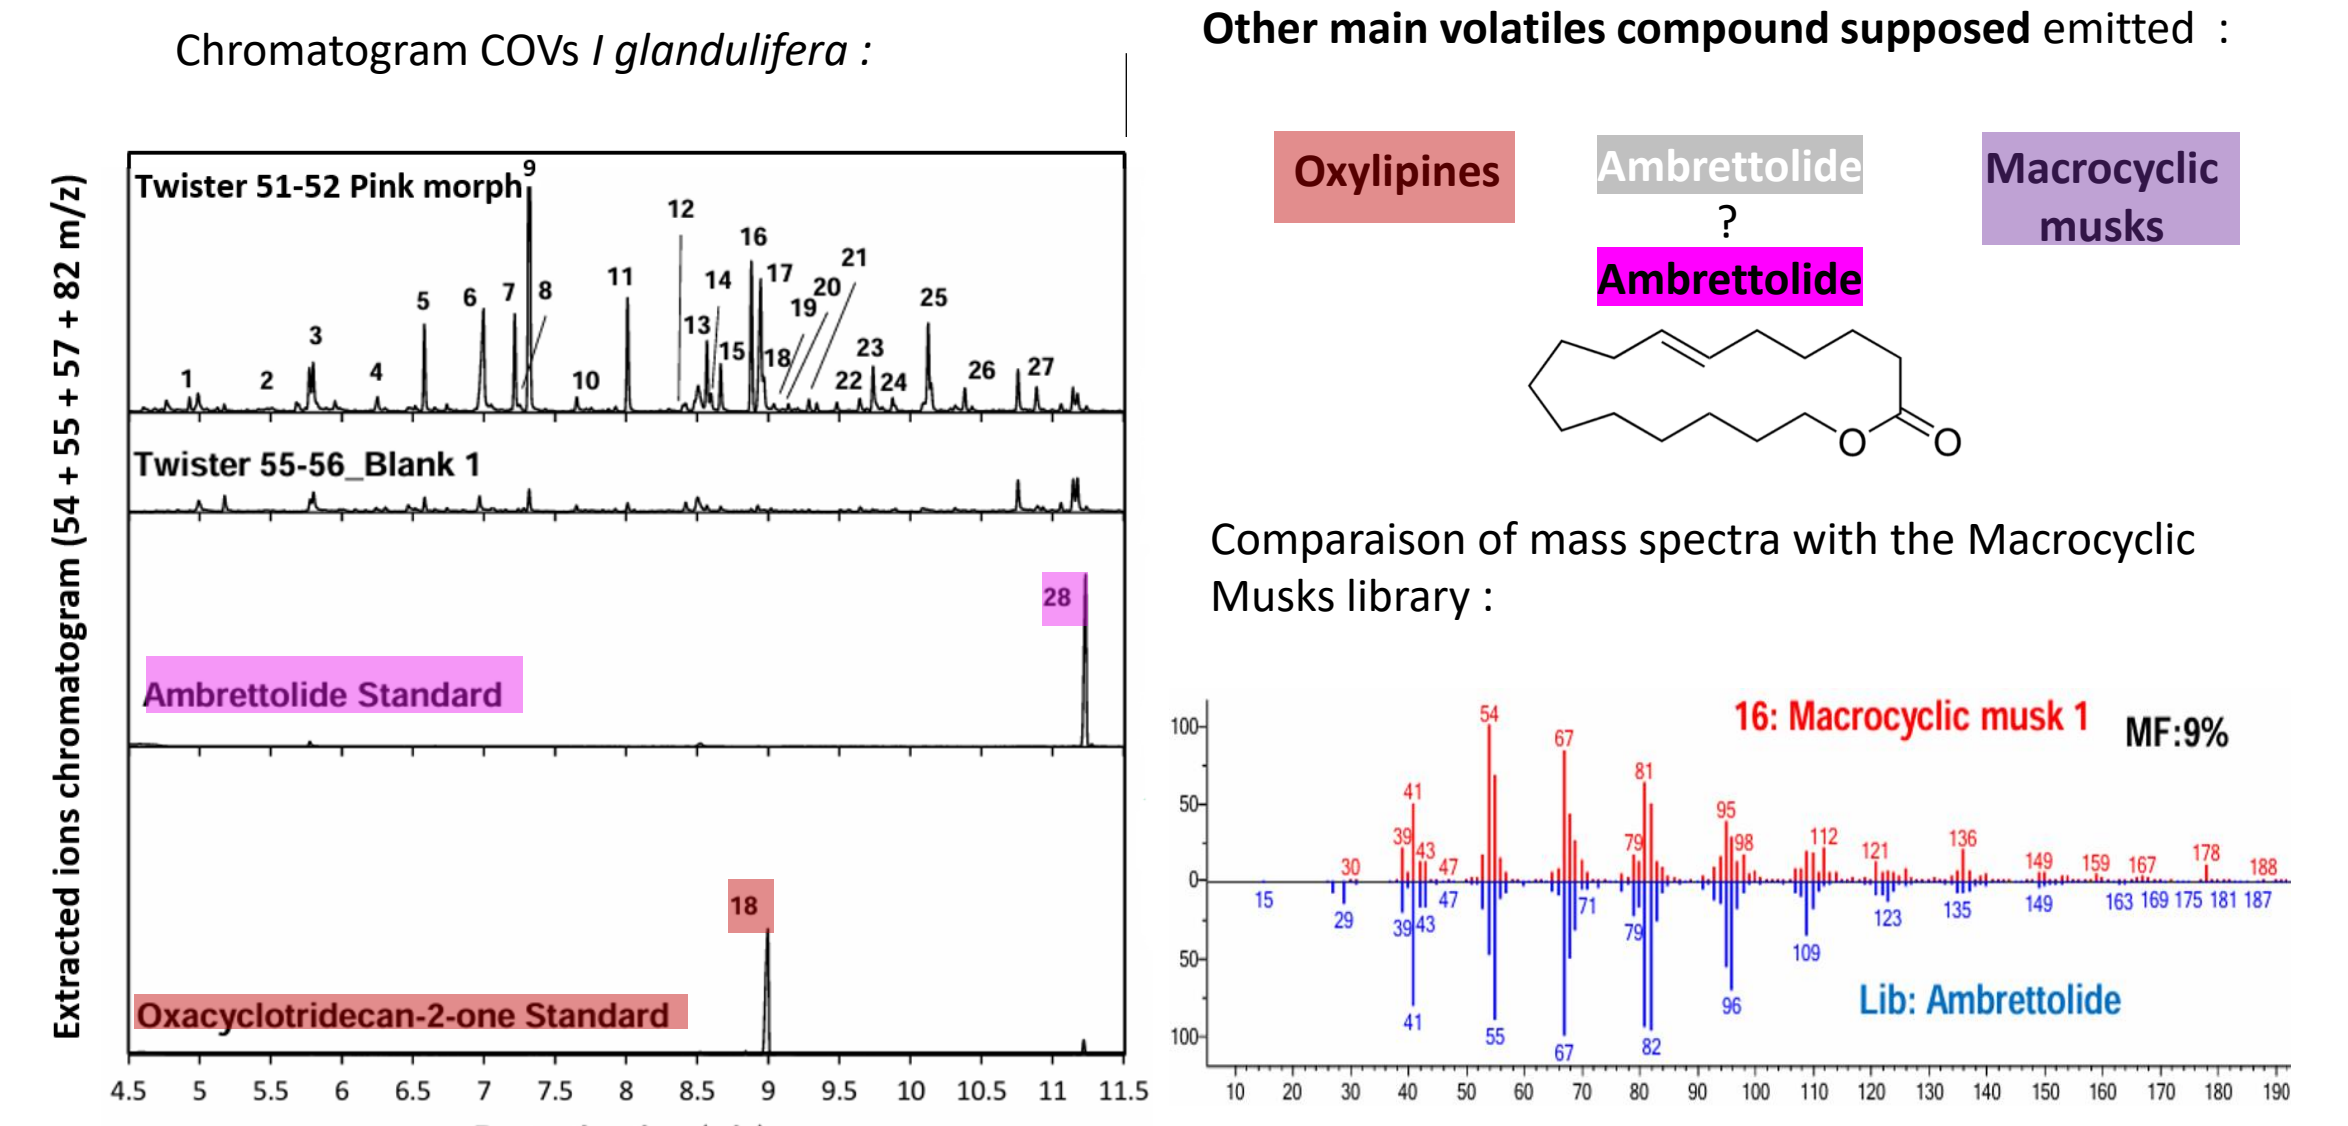 Chromatogram COVs I glandulifera :
Extracted ions chromatogram (54 + 55 + 57 + 82 m/z)
Twister 51-52 Pink morph
1
2
3
4
5
6
7
8
9
10
11
12
13
14
15
16
17
18
19
20
21
22
23
24
25
26
27
Twister 55-56_Blank 1
28
Ambrettolide Standard
18
Oxacyclotridecan-2-one Standard
4.5 5 5.5 6 6.5 7 7.5 8 8.5 9 9.5 10 10.5 11 11.5
Other main volatiles compound supposed emitted :
Oxylipines
Ambrettolide
?
Ambrettolide
Macrocyclic
musks
O
O
Comparaison of mass spectra with the Macrocyclic
Musks library :
16: Macrocyclic musk 1
MF:9%
100
50
0
50
100
30 39 41 43 47 54 67 79 81 95 98 112 121 136 149 159 167 178 188
15 29 39 41 43 47 55 67 71 79 82 96 109 123 135 149 163 169 175 181 187
Lib: Ambrettolide
10 20 30 40 50 60 70 80 90 100 110 120 130 140 150 160 170 180 190